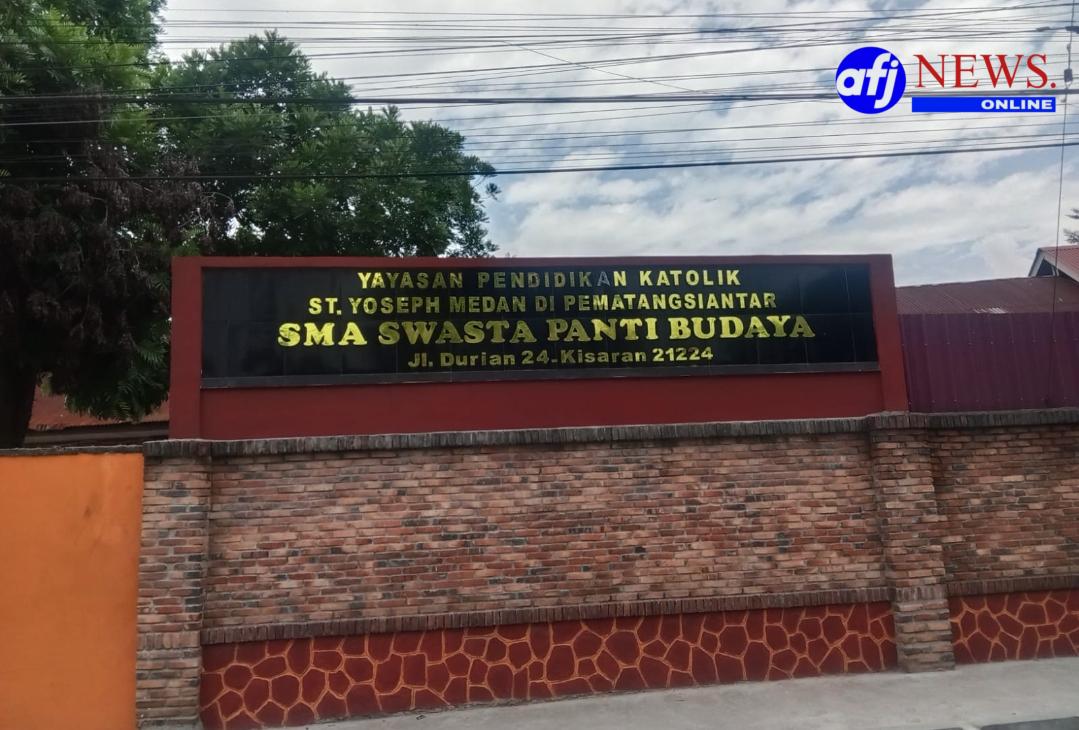 afj NEWS.
ONLINE
YAYASAN PENDIDIKAN KATOLIK
ST. YOSEPH MEDAN DI PEMATANGSIANTAR
SMA SWASTA PANTI BUDAYA
Jl. Durian 24-Kisaran 21224